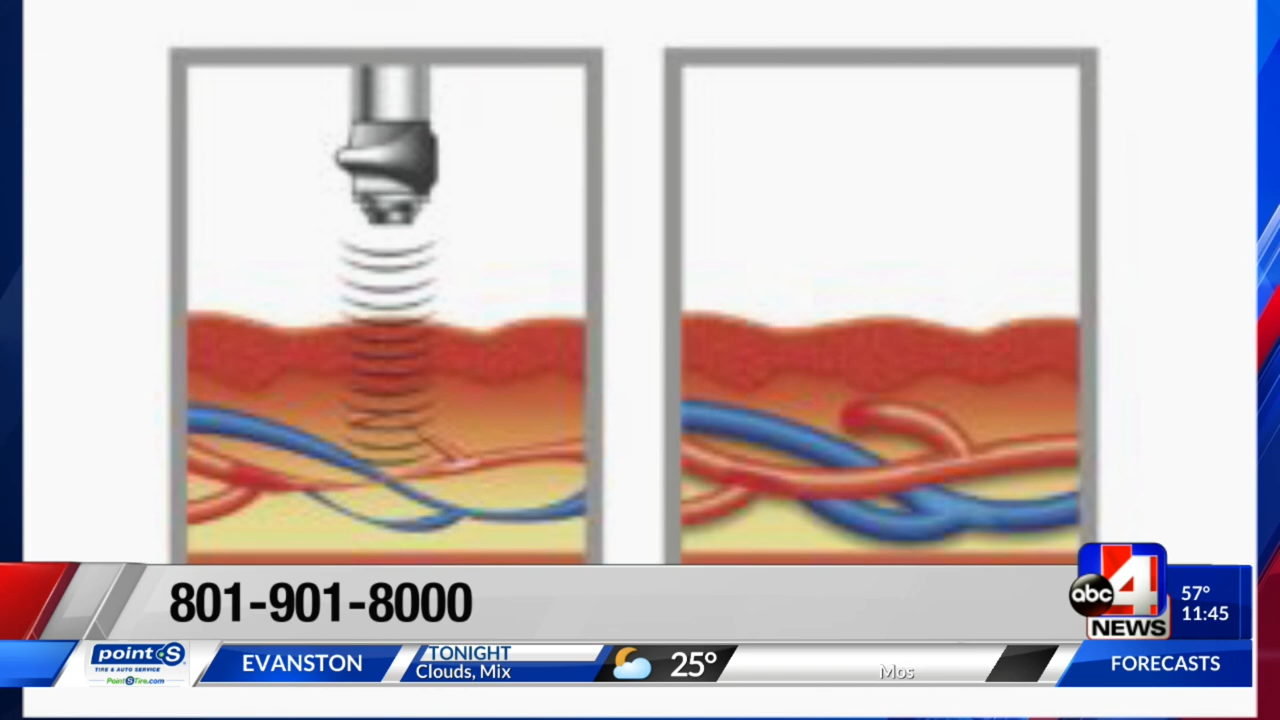 801-901-8000
abc
4
NEWS
57°
11:45
point S
TIRE & AUTO SERVICE
PointSTire.com
EVANSTON
TONIGHT
Clouds, Mix
25°
Mos
FORECASTS